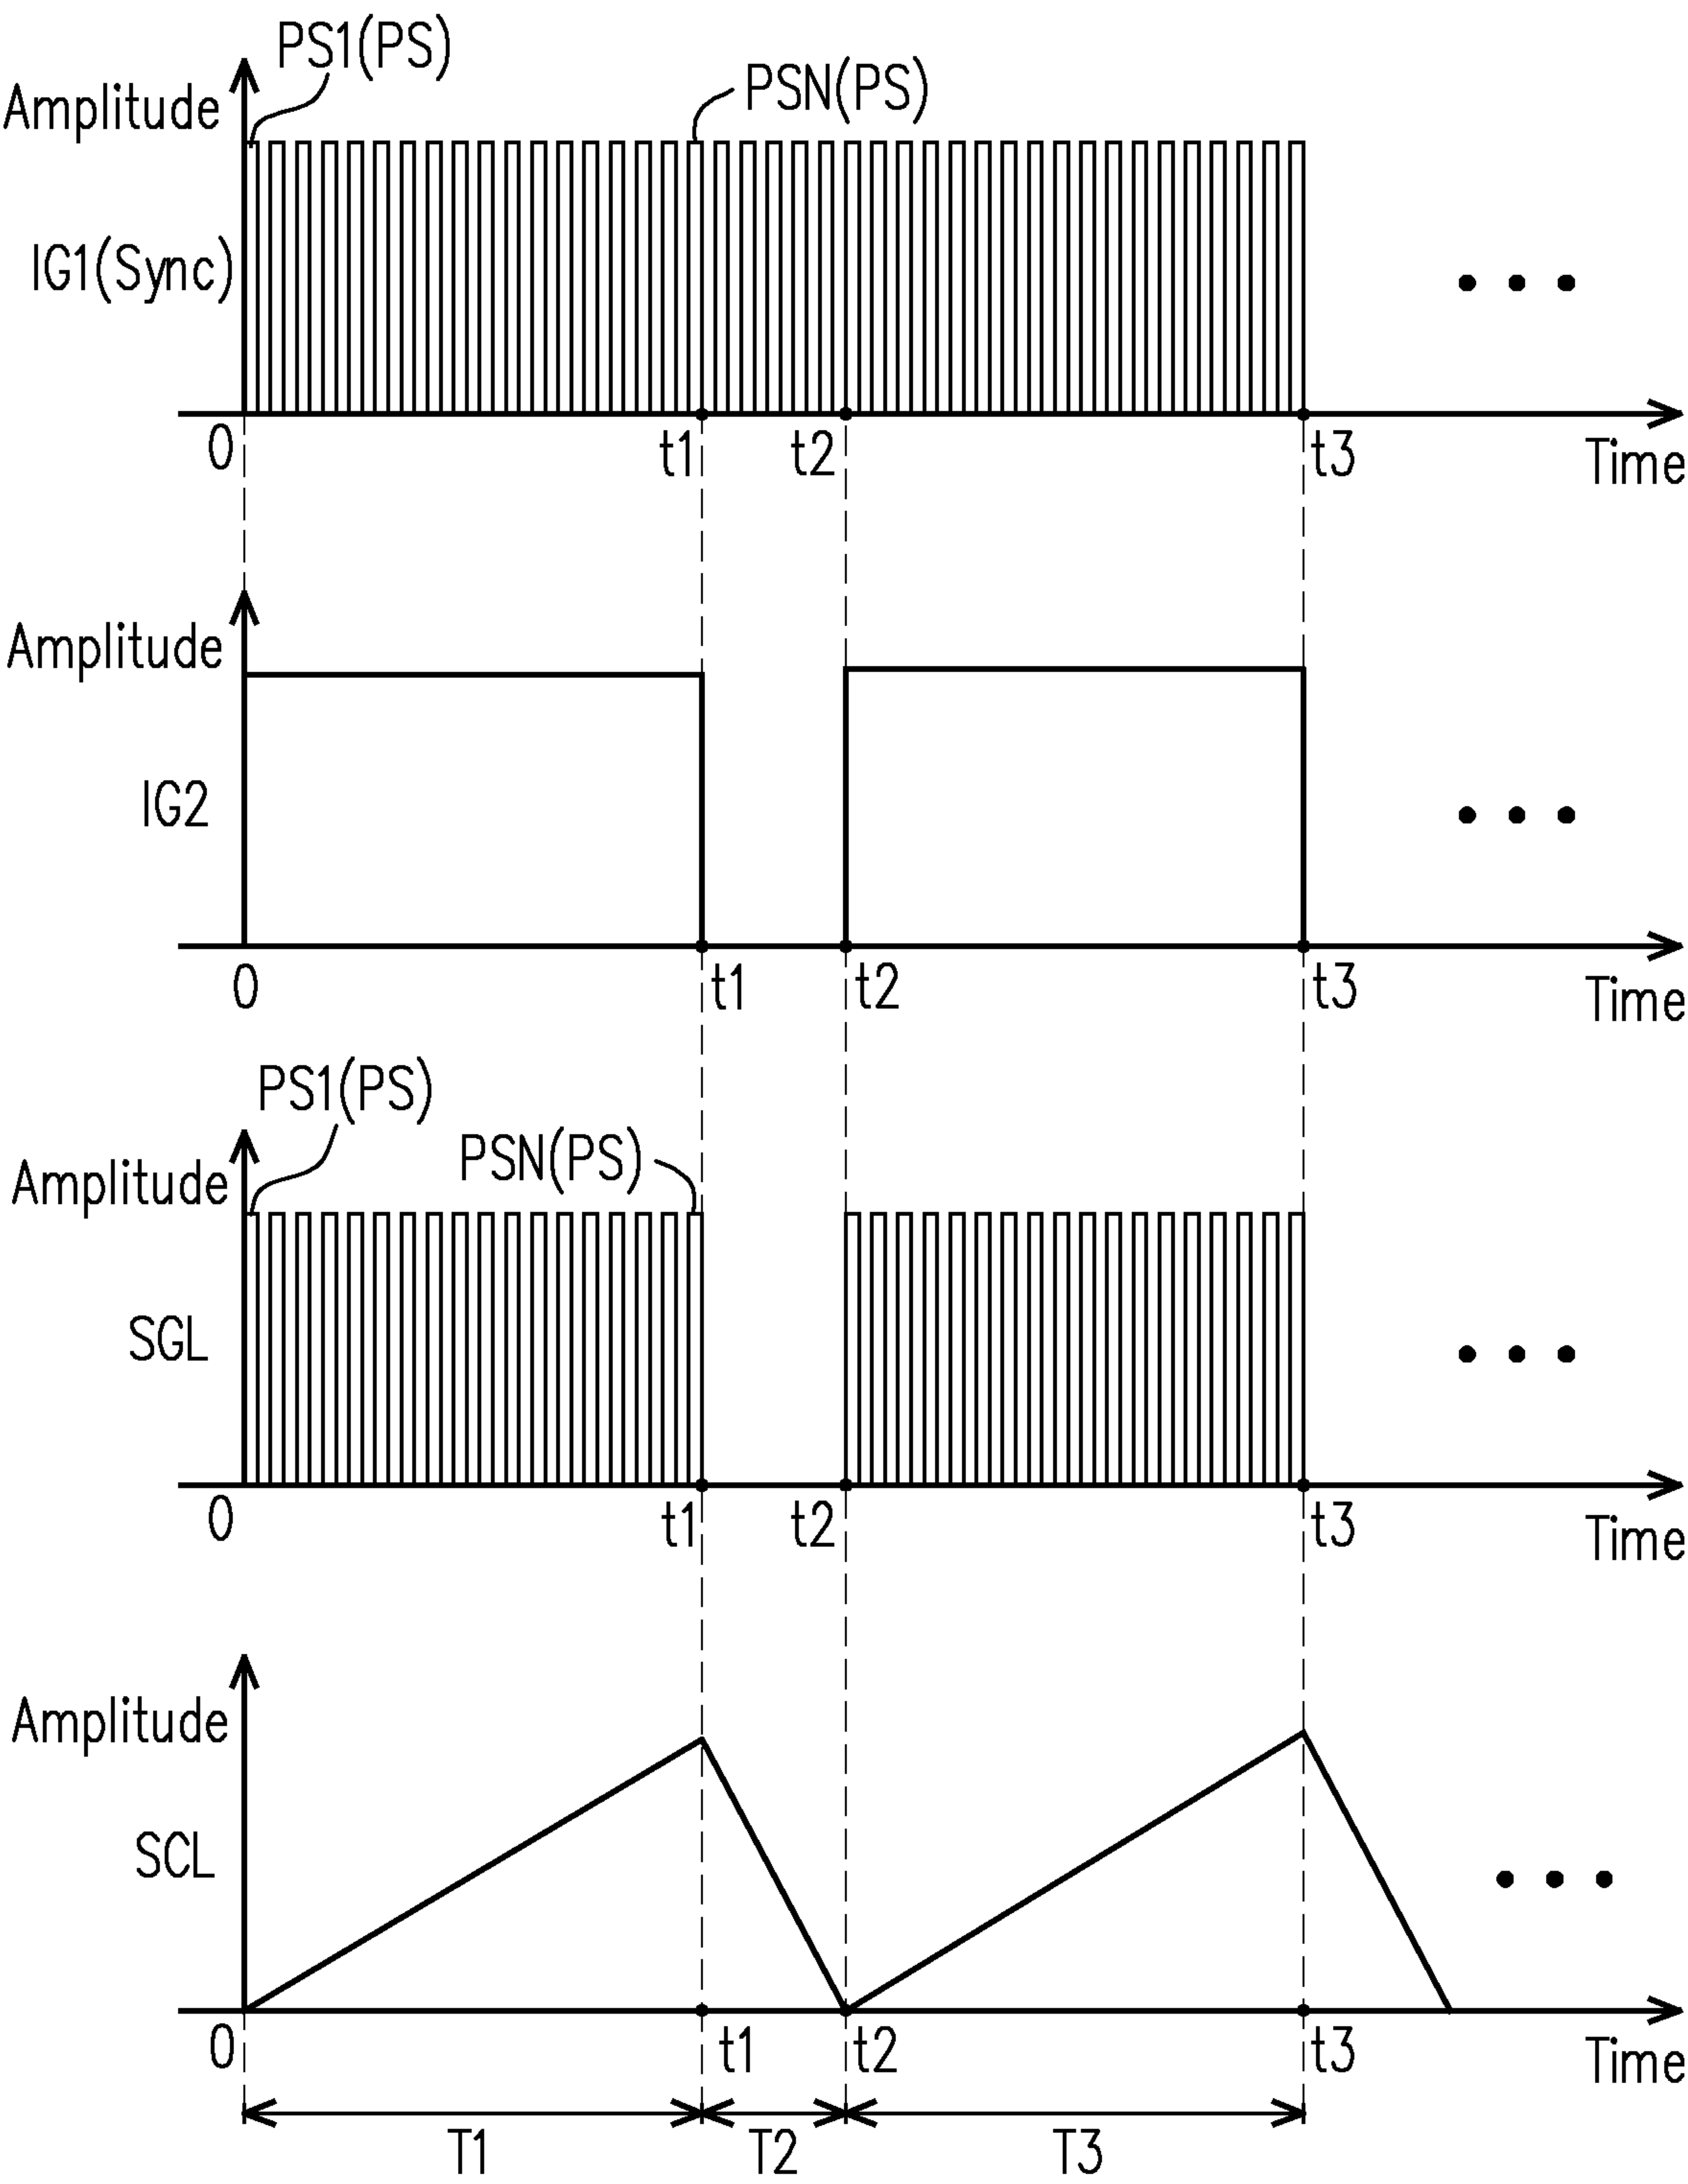 PS1(PS)
PSN(PS)
Amplitude
IG1(Sync)
0
t1
t2
t3
Time
Amplitude
IG2
0
t1
t2
t3
Time
PS1(PS)
PSN(PS)
Amplitude
SGL
0
t1
t2
t3
Time
Amplitude
SCL
0
t1
t2
t3
Time
T1
T2
T3